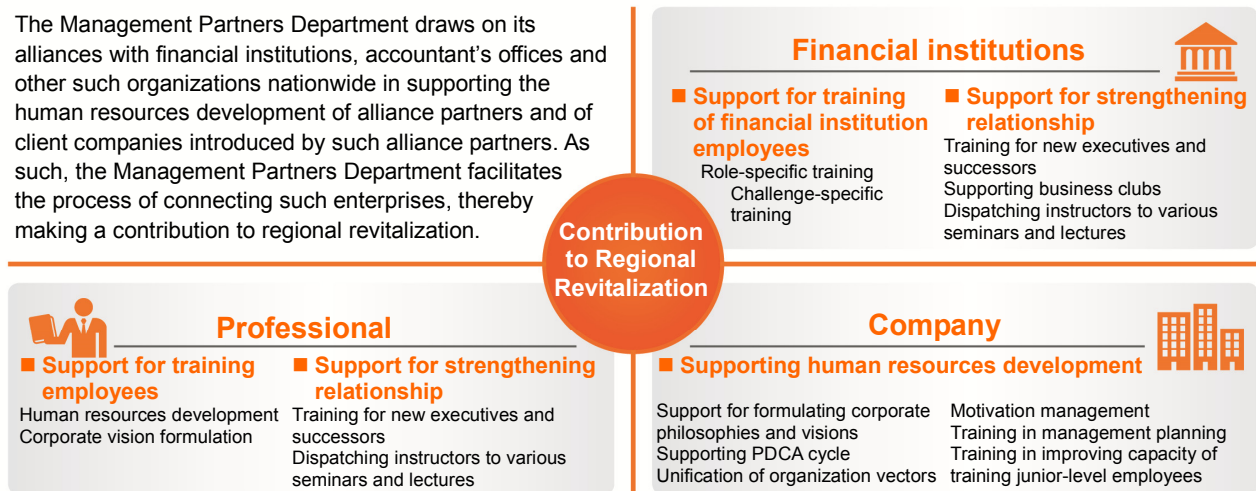 The Management Partners Department draws on its
alliances with financial institutions, accountant's offices and
other such organizations nationwide in supporting the
human resources development of alliance partners and of
client companies introduced by such alliance partners. As
such, the Management Partners Department facilitates
the process of connecting such enterprises, thereby
making a contribution to regional revitalization.
Financial institutions
■ Support for training
of financial institution
employees
Role-specific training
Challenge-specific
training
■ Support for strengthening
relationship
Training for new executives and
successors
Supporting business clubs
Dispatching instructors to various
seminars and lectures
Contribution
to Regional
Revitalization
Professional
■ Support for training
employees
Human resources development
Corporate vision formulation
■ Support for strengthening
relationship
Training for new executives and
successors
Dispatching instructors to various
seminars and lectures
Company
■ Supporting human resources development
Support for formulating corporate
philosophies and visions
Supporting PDCA cycle
Unification of organization vectors
Motivation management
Training in management planning
Training in improving capacity of
training junior-level employees